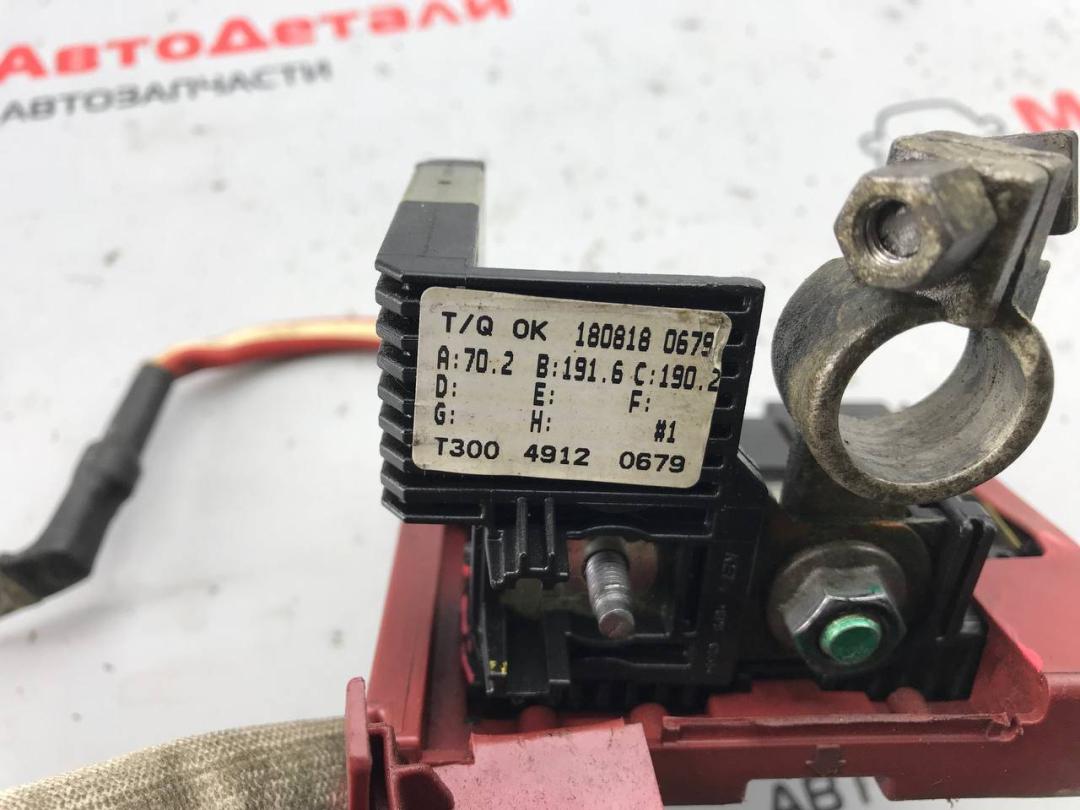 АвтоДетали
АВТОЗАПЧАСТИ
М
T/Q OK 180818 0679
A:70.2 B:191.6 C:190.2
D: E: F:
G: H: #1
T300 4912 0679